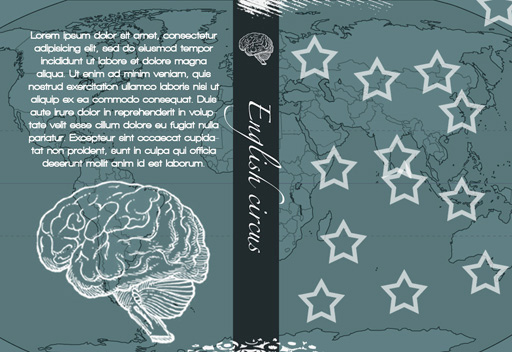 Lorem ipsum dolor sit amet, consectetur
adipisicing elit, sed do eiusmod tempor
incididunt ut labore et dolore magna
aliqua. Ut enim ad minim veniam, quis
nostrud exercitation ullamco laboris nisi ut
aliquip ex ea commodo consequat. Duis
aute irure dolor in reprehenderit in volup-
tate velit esse cillum dolore eu fugiat nulla
pariatur. Excepteur sint occaecat cupida-
tat non proident, sunt in culpa qui officia
deserunt mollit anim id est laborum.
English circus